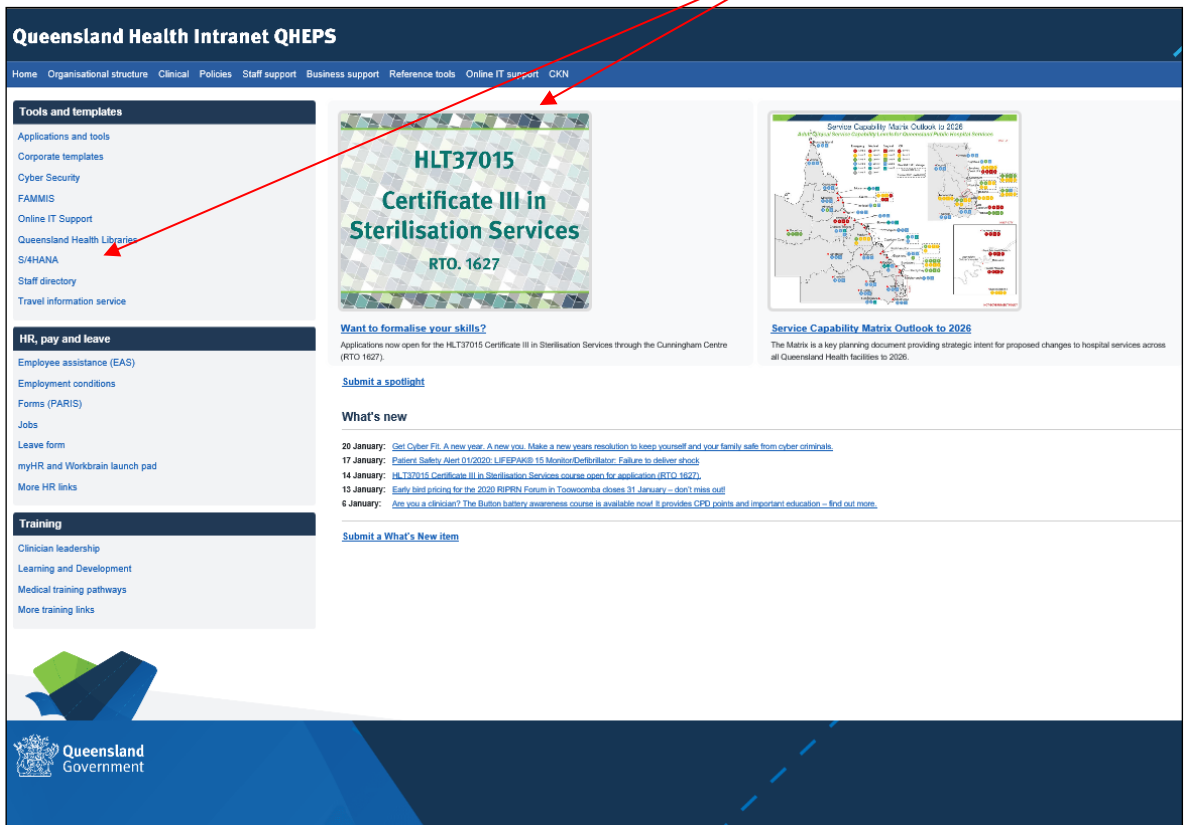 Queensland Health Intranet QHEPS
Home Organisational structure Clinical Policies Staff support Business support Reference tools Online IT support CKN
Tools and templates
Applications and tools
Corporate templates
Cyber Security
FAMMIS
Online IT Support
Queensland Health Libraries
S/4HANA
Staff directory
Travel information service
HR, pay and leave
Employee assistance (EAS)
Employment conditions
Forms (PARIS)
Jobs
Leave form
myHR and Workbrain launch pad
More HR links
Training
Clinician leadership
Learning and Development
Medical training pathways
More training links
HLT37015
Certificate III in
Sterilisation Services
RTO. 1627
Want to formalise your skills?
Applications now open for the HLT37015 Certificate III in Sterilisation Services through the Cunningham Centre
(RTO 1627).
Service Capability Matrix Outlook to 2026
Service Capability Matrix Outlook to 2026
The Matrix is a key planning document providing strategic intent for proposed changes to hospital services across
all Queensland Health facilities to 2026.
Submit a spotlight
What's new
20 January: Get Cyber Fit. A new year. A new you. Make a new years resolution to keep yourself and your family safe from cyber criminals.
17 January: Patient Safety Alert 01/2020: LIFEPAK® 15 Monitor/Defibrillator: Failure to deliver shock
14 January: HLT37015 Certificate III in Sterilisation Services course open for application (RTO 1627).
13 January: Early bird pricing for the 2020 RIPRN Forum in Toowoomba closes 31 January – don't miss out!
6 January: Are you a clinician? The Button battery awareness course is available now! It provides CPD points and important education – find out more.
Submit a What's New item
Queensland
Government